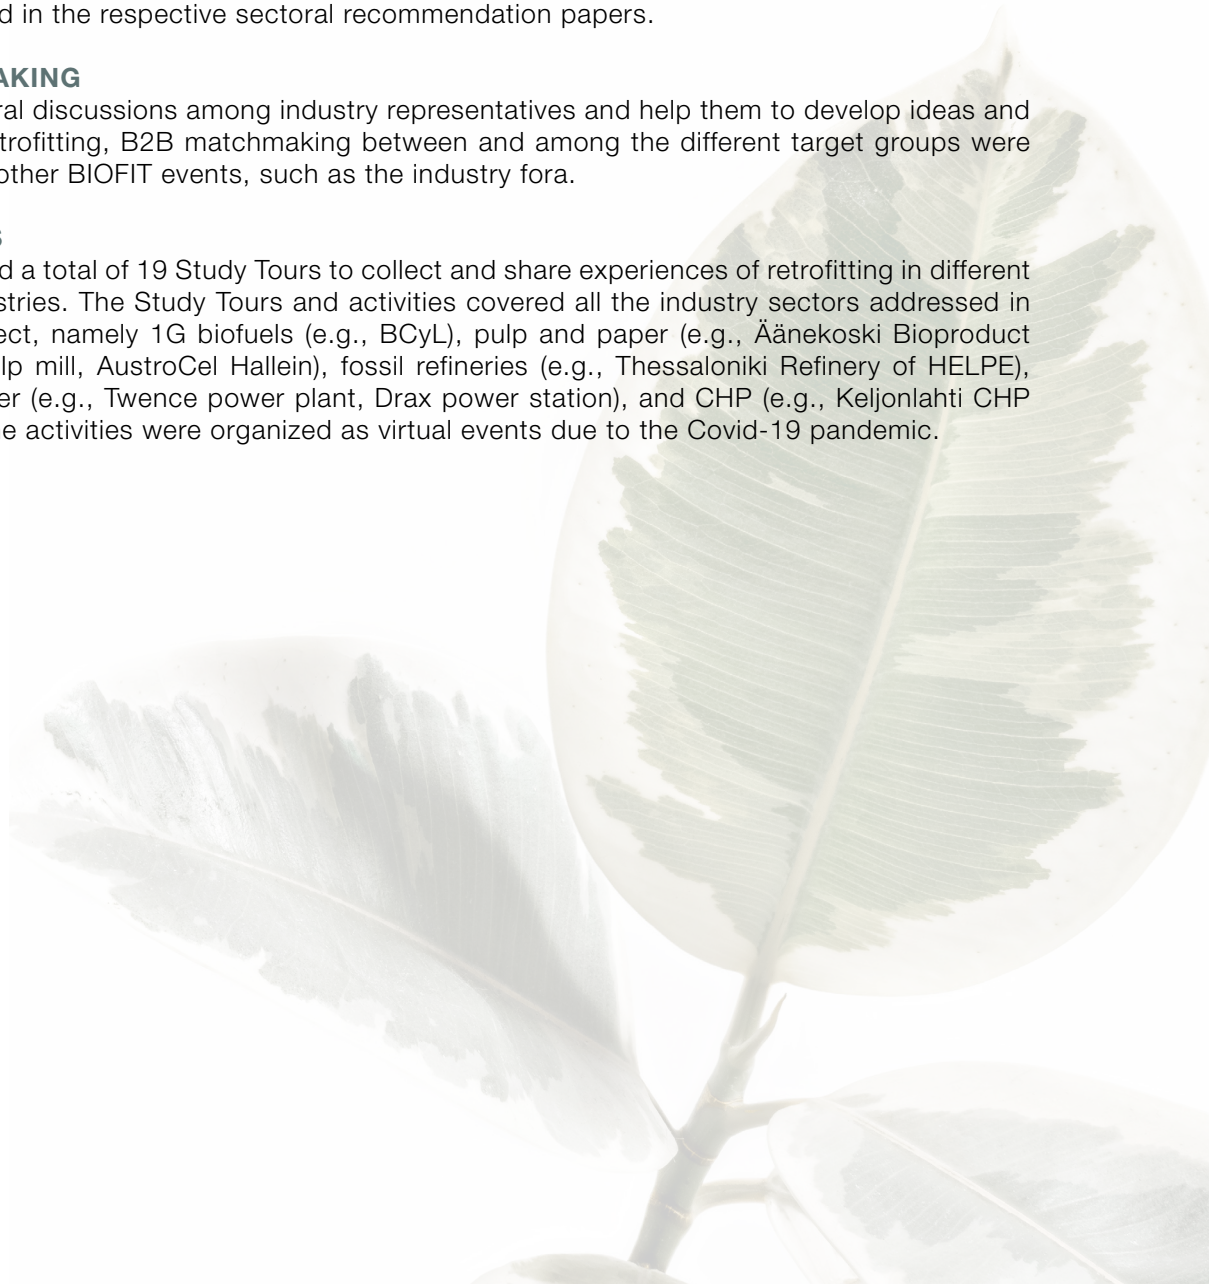 d in the respective sectoral recommendation papers.
AKING
ral discussions among industry representatives and help them to develop ideas and
trofitting, B2B matchmaking between and among the different target groups were
other BIOFIT events, such as the industry fora.
S
d a total of 19 Study Tours to collect and share experiences of retrofitting in different
stries. The Study Tours and activities covered all the industry sectors addressed in
ect, namely 1G biofuels (e.g., BCyL), pulp and paper (e.g., Äänekoski Bioproduct
lp mill, AustroCel Hallein), fossil refineries (e.g., Thessaloniki Refinery of HELPE),
er (e.g., Twence power plant, Drax power station), and CHP (e.g., Keljonlahti CHP
e activities were organized as virtual events due to the Covid-19 pandemic.